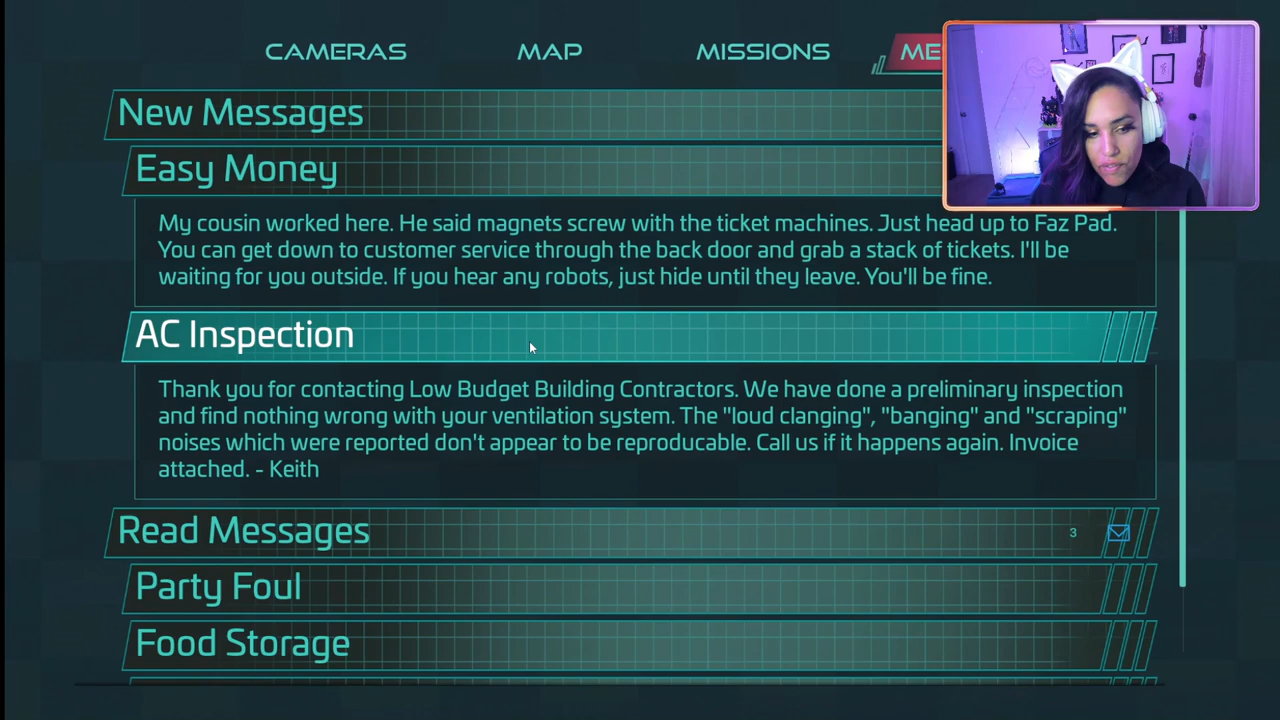 CAMERAS MAP MISSIONS ME
New Messages
Easy Money
My cousin worked here. He said magnets screw with the ticket machines. Just head up to Faz Pad.
You can get down to customer service through the back door and grab a stack of tickets. I'll be
waiting for you outside. If you hear any robots, just hide until they leave. You'll be fine.
AC Inspection
Thank you for contacting Low Budget Building Contractors. We have done a preliminary inspection
and find nothing wrong with your ventilation system. The "loud clanging", "banging" and "scraping"
noises which were reported don't appear to be reproducable. Call us if it happens again. Invoice
attached. - Keith
Read Messages 3
Party Foul
Food Storage